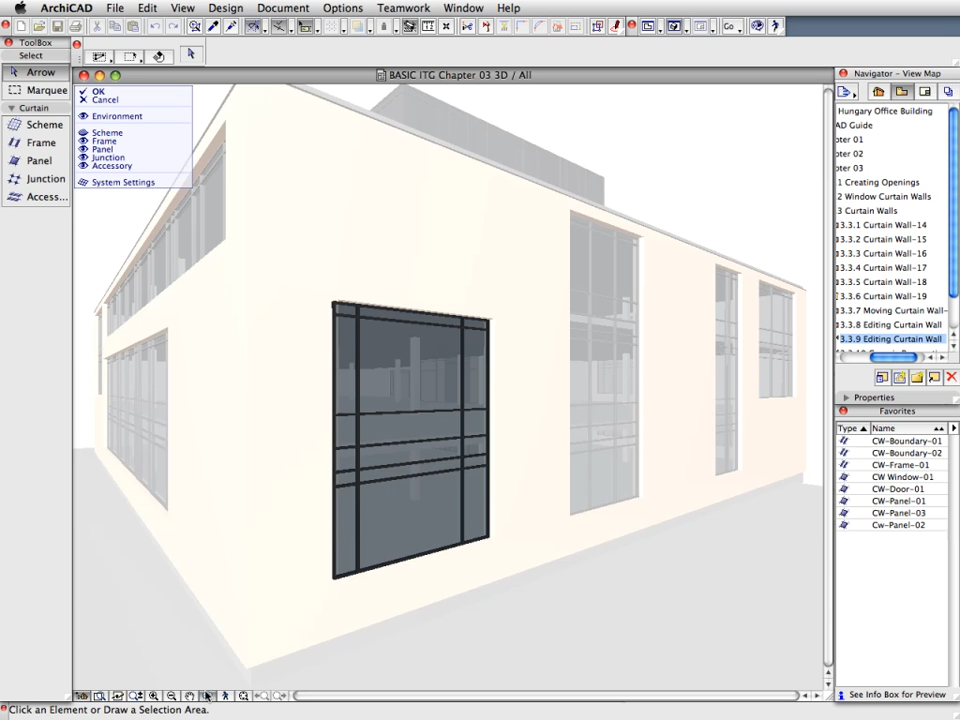 ArchiCAD File Edit View Design Document Options Teamwork Window Help
ToolBox
Select
Arrow
Marquee
Curtain
Scheme
Frame
Panel
Junction
Access...
BASIC ITG Chapter 03 3D / All
OK
Cancel
Environment
Scheme
Frame
Panel
Junction
Accessory
System Settings
Go...
Navigator - View Map
Hungary Office Building
AD Guide
oter 01
oter 02
oter 03
1 Creating Openings
2 Window Curtain Walls
3 Curtain Walls
3.3.1 Curtain Wall-14
3.3.2 Curtain Wall-15
3.3.3 Curtain Wall-16
3.3.4 Curtain Wall-17
3.3.5 Curtain Wall-18
3.3.6 Curtain Wall-19
3.3.7 Moving Curtain Wall-
3.3.8 Editing Curtain Wall
3.3.9 Editing Curtain Wall
Properties
Favorites
Type Name
CW-Boundary-01
CW-Boundary-02
CW-Frame-01
CW Window-01
CW-Door-01
CW-Panel-01
CW-Panel-03
Cw-Panel-02
See Info Box for Preview
Click an Element or Draw a Selection Area.